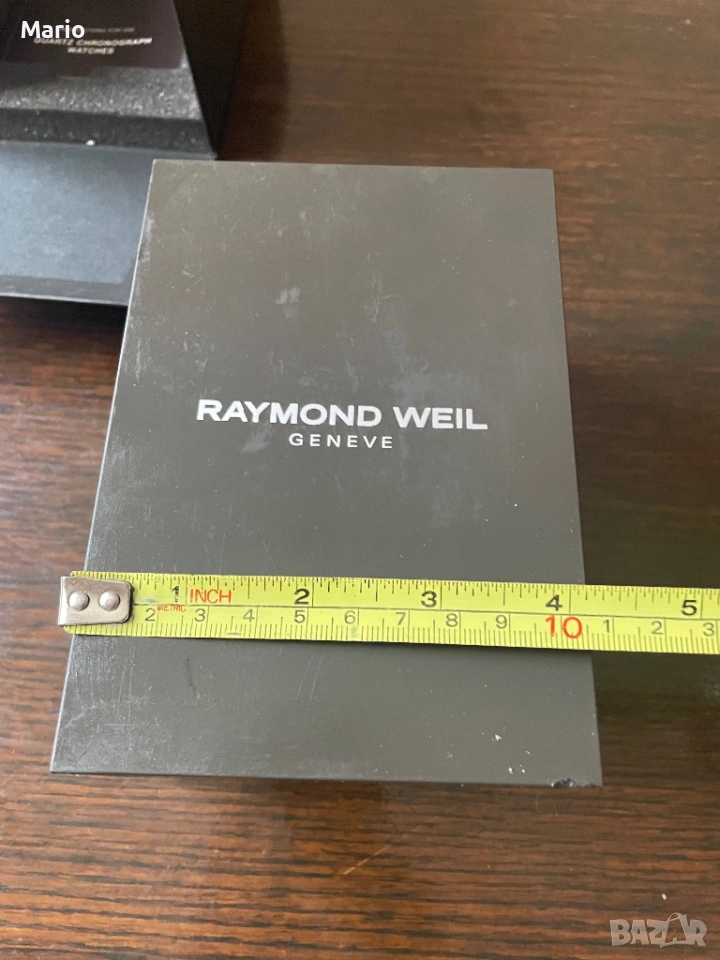 Mario
QUARTZ CHRONOGRAPH
WATCHES
RAYMOND WEIL
GENEVE
1 INCH 2 3 4 5
METRIC 2 3 4 5 6 7 8 9 10 1 2 3
BAZAR